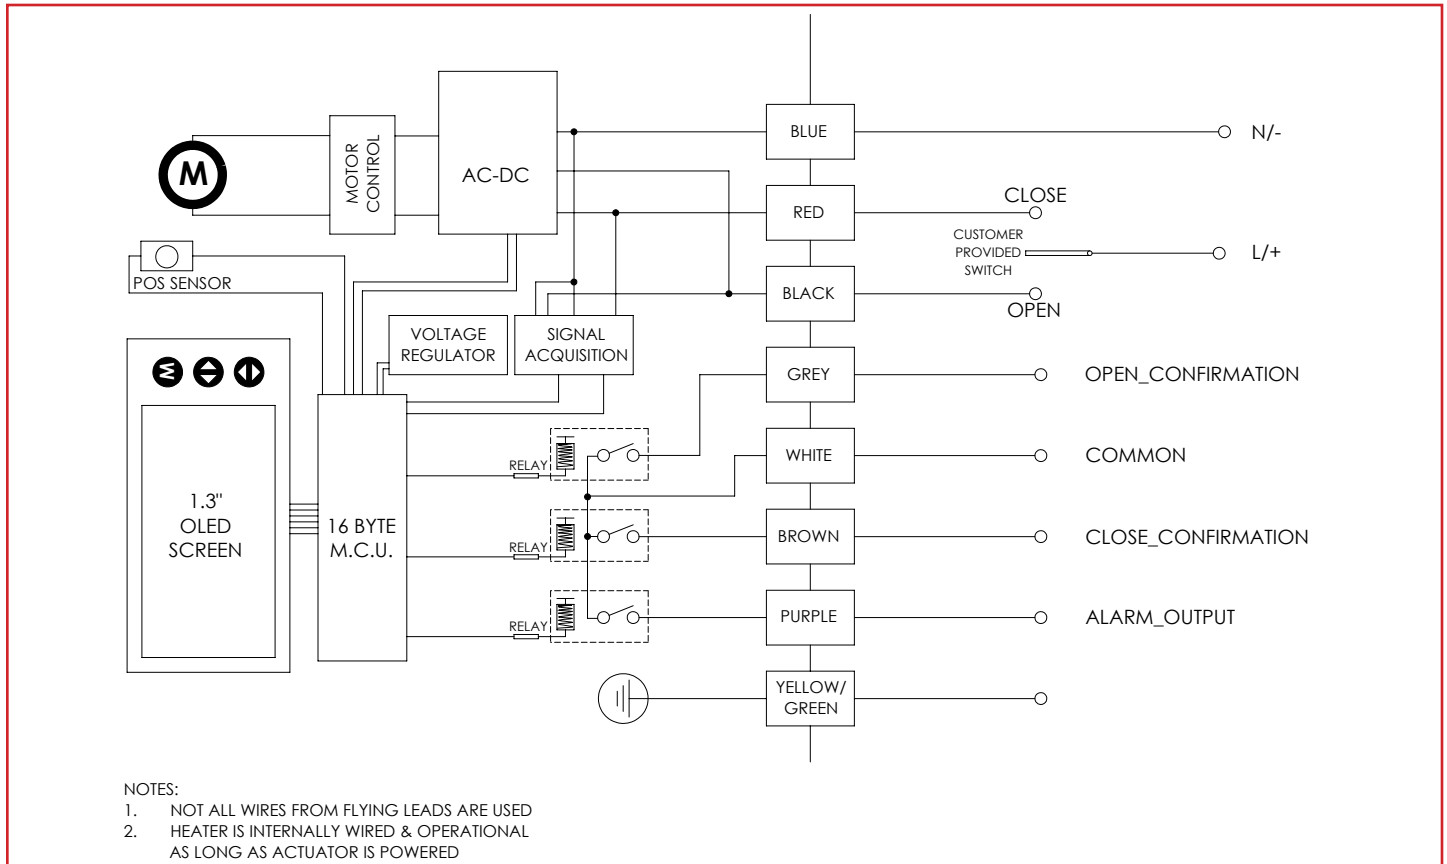 BLUE
N/-
M
MOTOR
CONTROL
AC-DC
RED
CLOSE
CUSTOMER
PROVIDED
SWITCH
L/+
POS SENSOR
BLACK
OPEN
VOLTAGE
REGULATOR
SIGNAL
ACQUISITION
M
GREY
OPEN_CONFIRMATION
RELAY
WHITE
COMMON
1.3"
OLED
SCREEN
16 BYTE
M.C.U.
RELAY
BROWN
CLOSE_CONFIRMATION
RELAY
PURPLE
ALARM_OUTPUT
YELLOW/
GREEN
NOTES:
1. NOT ALL WIRES FROM FLYING LEADS ARE USED
2. HEATER IS INTERNALLY WIRED & OPERATIONAL
AS LONG AS ACTUATOR IS POWERED